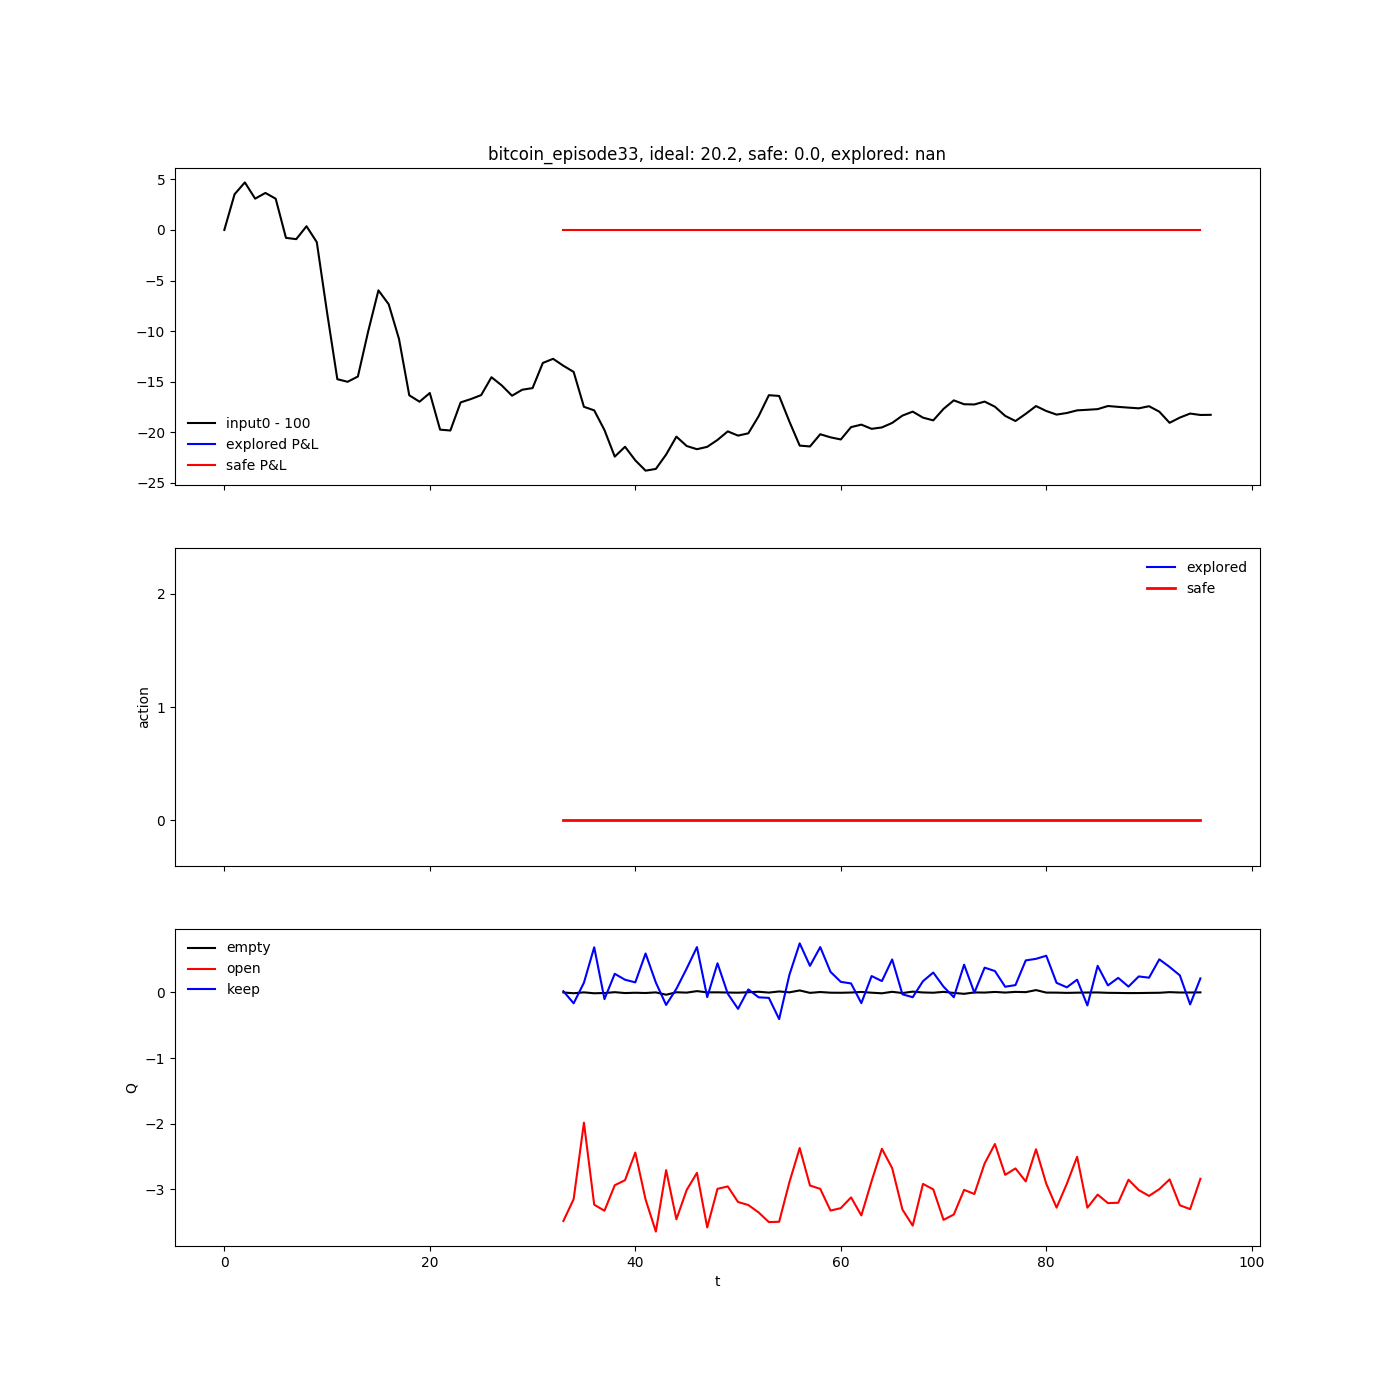 bitcoin_episode33, ideal: 20.2, safe: 0.0, explored: nan
5
0
−5
−10
−15
−20
−25
input0 - 100
explored P&L
safe P&L
2
1
0
action
explored
safe
0
−1
−2
−3
Q
empty
open
keep
0
20
40
60
80
100
t